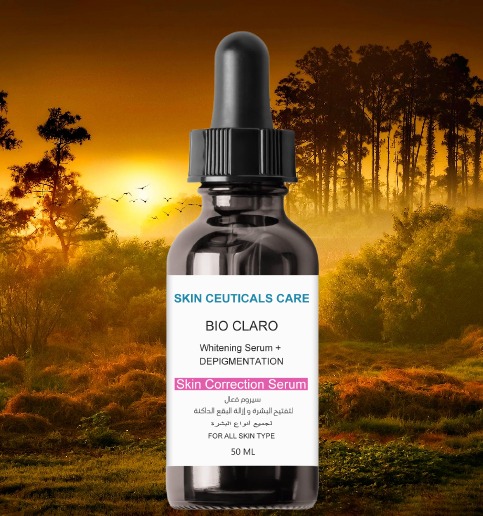 SKIN CEUTICALS CARE
BIO CLARO
Whitening Serum +
DEPIGMENTATION
Skin Correction Serum
سيروم فعال
لتفتيح البشرة و إزالة البقع الداكنة
لجميع أنواع البشرة
FOR ALL SKIN TYPE
50 ML